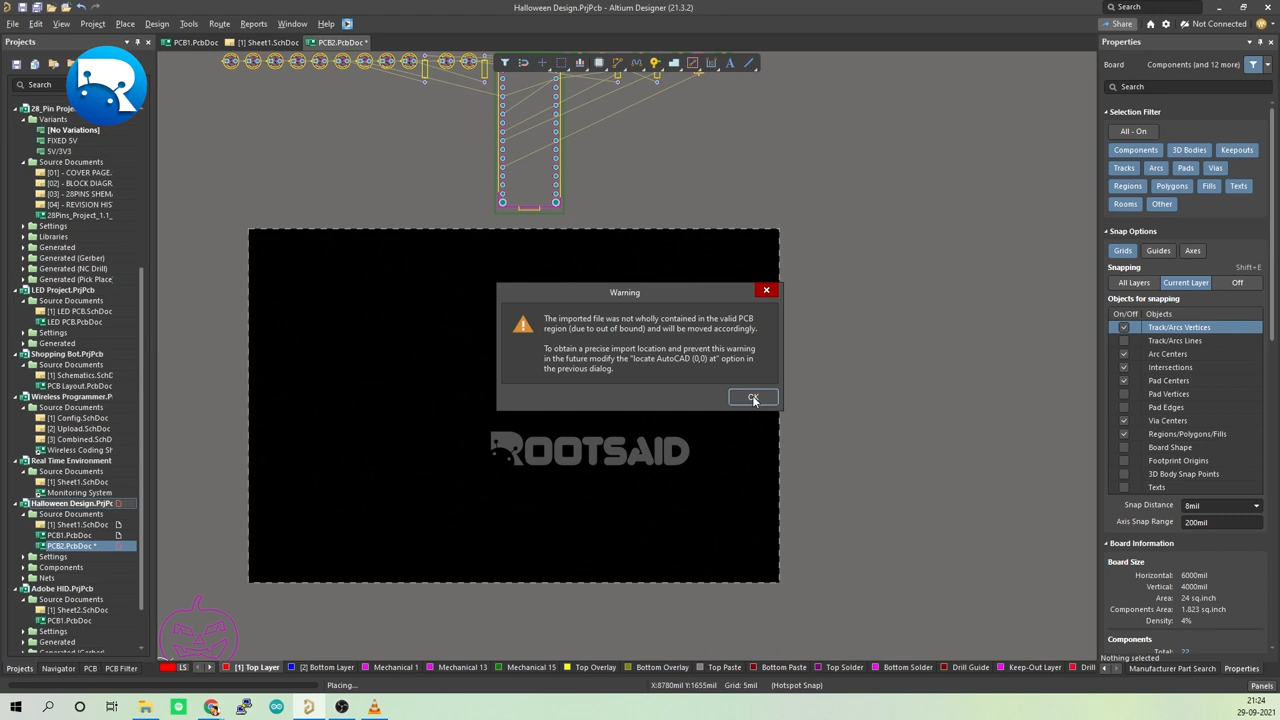 Halloween Design.PrjPcb - Altium Designer (21.3.2)
Search
File Edit View Project Place Design Tools Route Reports Window Help
Share Not Connected
Projects
PCB1.PcbDoc [1] Sheet1.SchDoc PCB2.PcbDoc *
Properties
Board Components (and 12 more)
Search
Search
28_Pin Proj
Variants
[No Variations]
FIXED 5V
5V/3V3
Source Documents
[01] - COVER PAGE.
[02] - BLOCK DIAGR.
[03] - 28PINS SHEM.
[04] - REVISION HIS
28Pins_Project_1.1_
Settings
Libraries
Generated
Generated (Gerber)
Generated (NC Drill)
Generated (Pick Place)
LED Project.PrjPcb
Source Documents
[1] LED PCB.SchDoc
LED PCB.PcbDoc
Settings
Generated
Shopping Bot.PrjPcb
Source Documents
[1] Schematics.SchDoc
PCB Layout.PcbDoc
Wireless Programmer.P
Source Documents
[1] Config.SchDoc
[2] Upload.SchDoc
[3] Combined.SchDoc
Wireless Coding Sh
Real Time Environment
Source Documents
[1] Sheet1.SchDoc
Monitoring System
Halloween Design.PrjPc
Source Documents
[1] Sheet1.SchDoc
PCB1.PcbDoc
PCB2.PcbDoc *
Settings
Components
Nets
Adobe HID.PrjPcb
Source Documents
[1] Sheet2.SchDoc
PCB1.PcbDoc
Settings
Generated
Projects Navigator PCB PCB Filter
Warning
The imported file was not wholly contained in the valid PCB
region (due to out of bound) and will be moved accordingly.
To obtain a precise import location and prevent this warning
in the future modify the "locate AutoCAD (0,0) at" option in
the previous dialog.
OK
ROOTSAID
Selection Filter
All - On
Components 3D Bodies Keepouts
Tracks Arcs Pads Vias
Regions Polygons Fills Texts
Rooms Other
Snap Options
Grids Guides Axes
Snapping Shift+E
All Layers Current Layer Off
Objects for snapping
On/Off Objects
Track/Arcs Vertices
Track/Arcs Lines
Arc Centers
Intersections
Pad Centers
Pad Vertices
Pad Edges
Via Centers
Regions/Polygons/Fills
Board Shape
Footprint Origins
3D Body Snap Points
Texts
Snap Distance 8mil
Axis Snap Range 200mil
Board Information
Board Size
Horizontal: 6000mil
Vertical: 4000mil
Area: 24 sq.inch
Components Area: 1.823 sq.inch
Density: 4%
Components
Total: 22
Nothing selected
Manufacturer Part Search Properties
LS [1] Top Layer [2] Bottom Layer Mechanical 1 Mechanical 13 Mechanical 15 Top Overlay Bottom Overlay Top Paste Bottom Paste Top Solder Bottom Solder Drill Guide Keep-Out Layer Drill
Placing... X:8780mil Y:1655mil Grid: 5mil (Hotspot Snap) Panels
21:24
29-09-2021